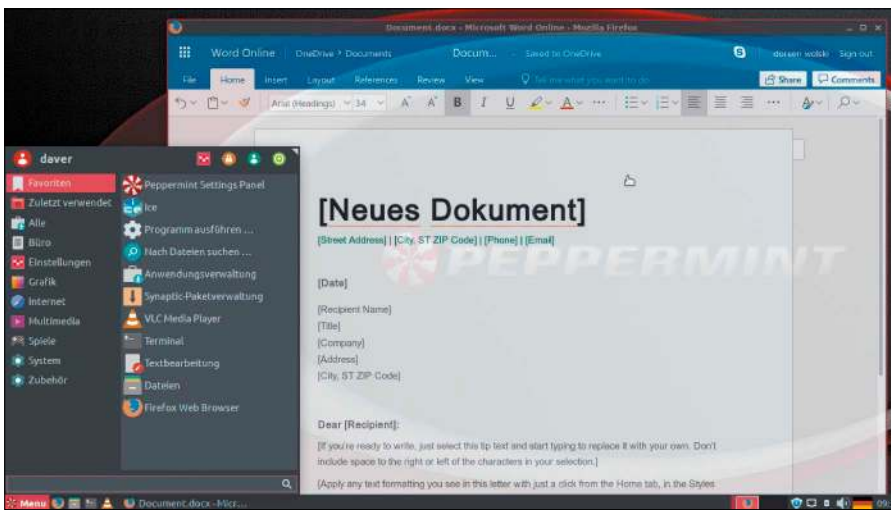 Document.docx - Microsoft Word Online - Mozilla Firefox
Word Online OneDrive Documents Docum... Saved to OneDrive Sign out
File Home Insert Layout References Review View Tell me what you want to do Share Comments
Arial (Headings) 34 A A B I U A
daver
Favoriten
Zuletzt verwendet
Alle
Büro
Einstellungen
Grafik
Internet
Multimedia
Spiele
System
Zubehör
Peppermint Settings Panel
Ice
Programm ausführen ...
Nach Dateien suchen ...
Anwendungsverwaltung
Synaptic-Paketverwaltung
VLC Media Player
Terminal
Textbearbeitung
Dateien
Firefox Web Browser
[Neues Dokument]
[Street Address] | [City, ST ZIP Code] | [Phone] | [Email]
PEPPERMINT
[Date]
[Recipient Name]
[Title]
[Company]
[Address]
[City, ST ZIP Code]
Dear [Recipient]:
[If you're ready to write, just select this tip text and start typing to replace it with your own. Don't
include space to the right or left of the characters in your selection.]
[Apply any text formatting you see in this letter with just a click from the Home tab, in the Styles
Menu Document.docx - Micr...